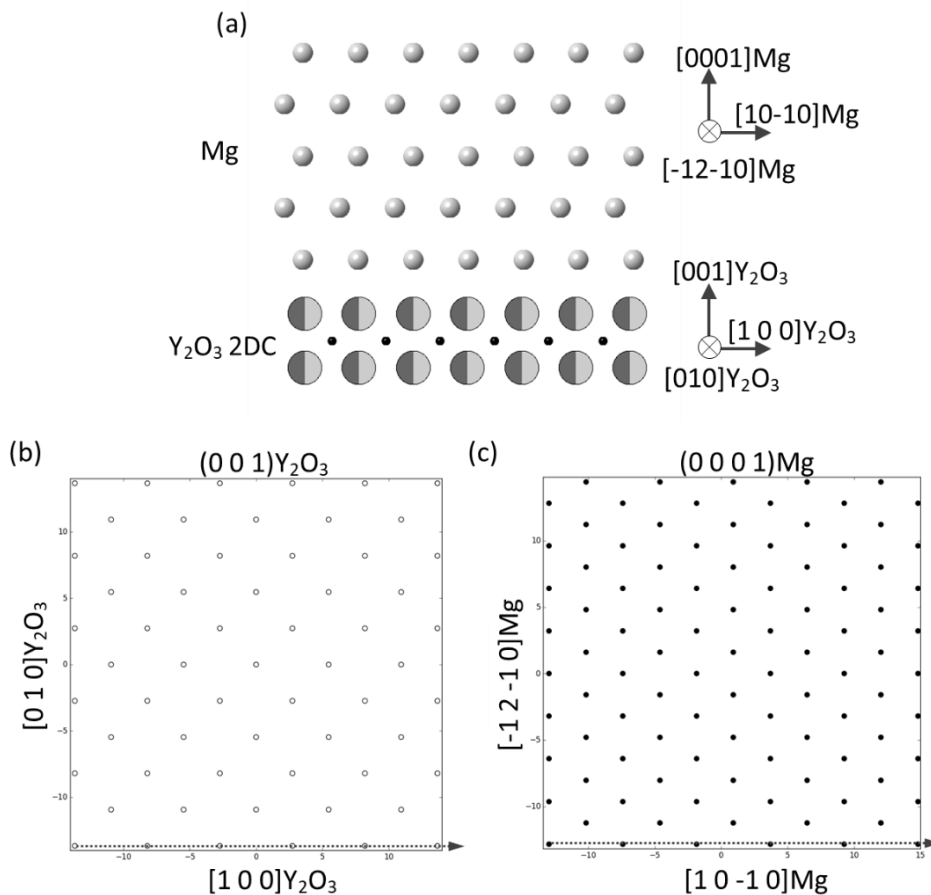 (a)
[0001]Mg
[10-10]Mg
Mg
[-12-10]Mg
[001]Y₂O₃
[1 0 0]Y₂O₃
Y₂O₃ 2DC
[010]Y₂O₃
(b)
(0 0 1)Y₂O₃
[0 1 0]Y₂O₃
10
5
0
−5
−10
−10
−5
0
5
10
[1 0 0]Y₂O₃
(c)
(0 0 0 1)Mg
[-1 2 -1 0]Mg
10
5
0
−5
−10
−10
−5
0
5
10
15
[1 0 -1 0]Mg